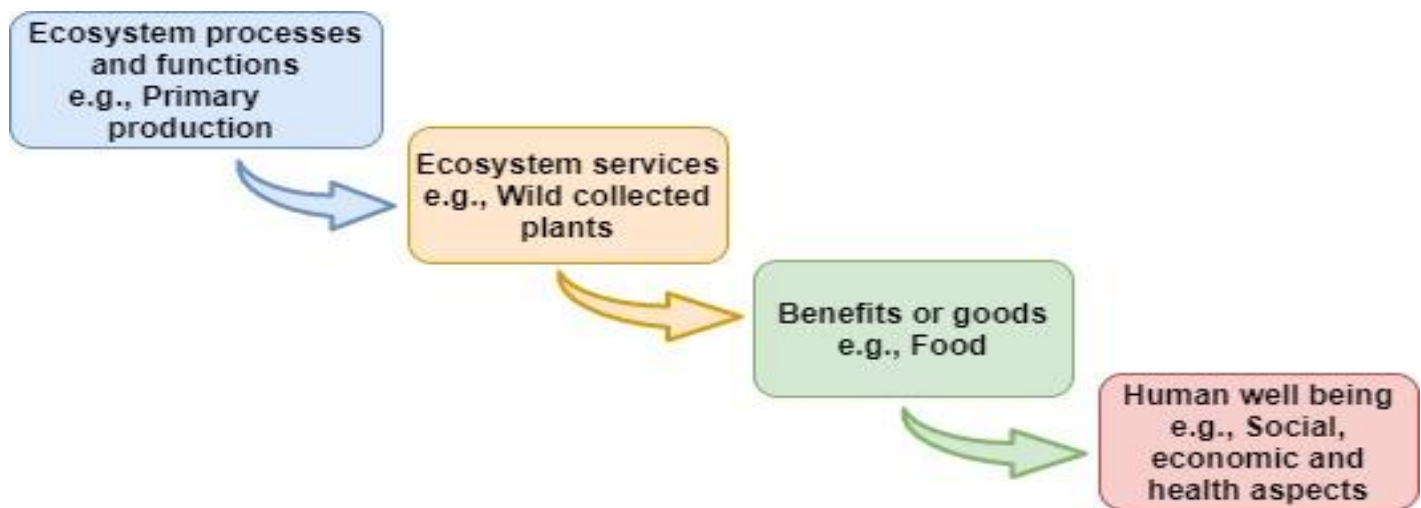 Ecosystem processes
and functions
e.g., Primary
production
Ecosystem services
e.g., Wild collected
plants
Benefits or goods
e.g., Food
Human well being
e.g., Social,
economic and
health aspects